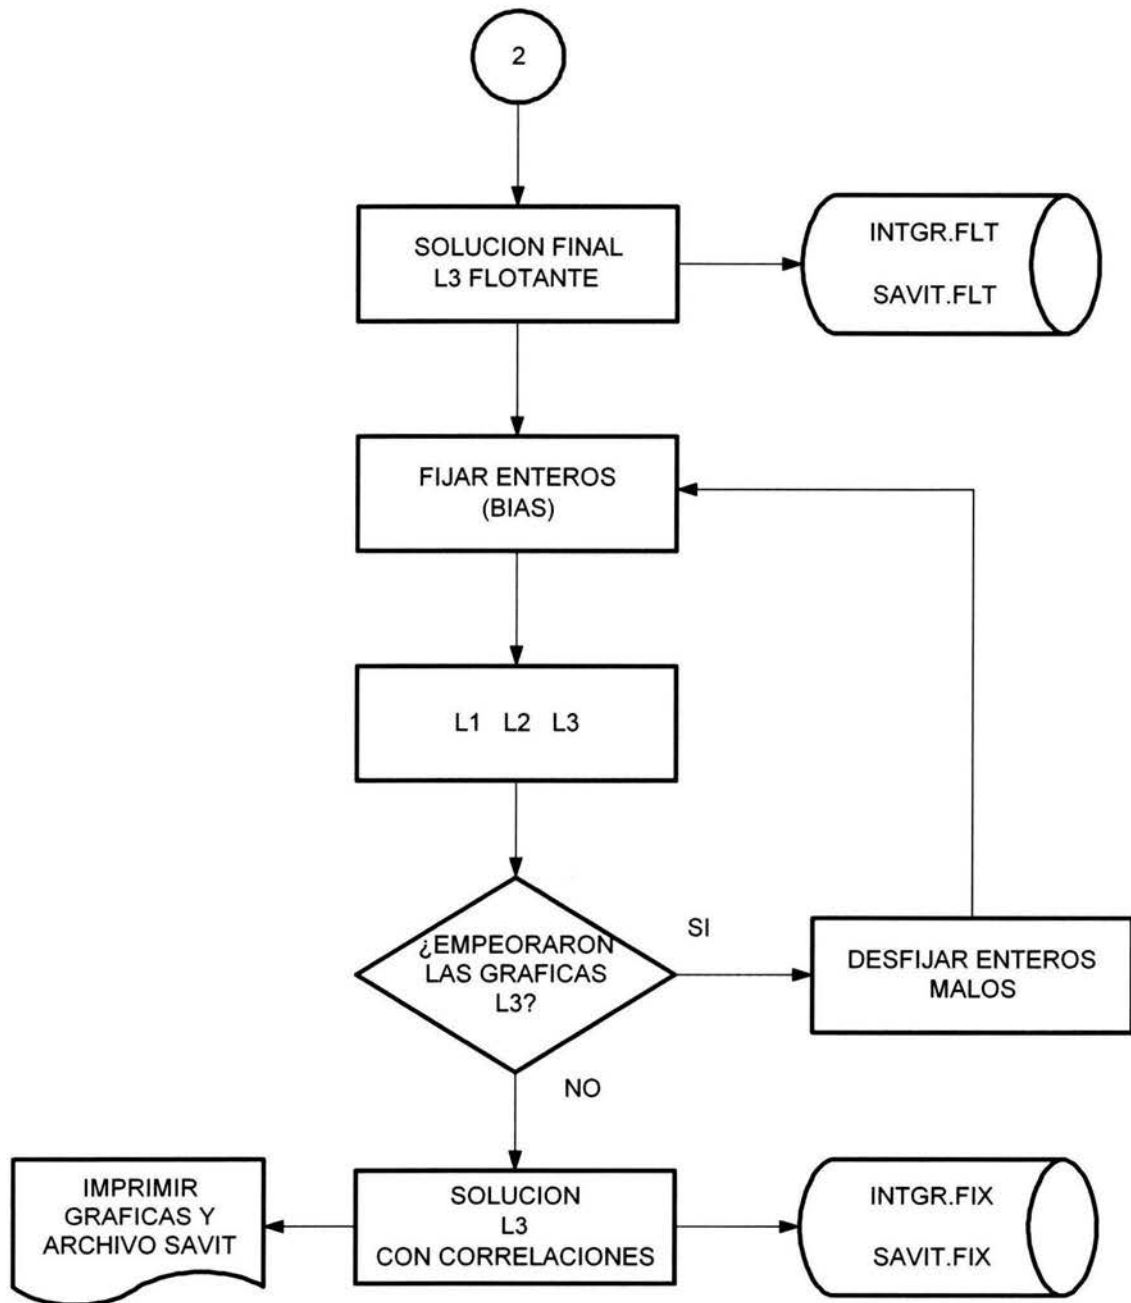 2
SOLUCION FINAL
L3 FLOTANTE
INTGR.FLT
SAVIT.FLT
FIJAR ENTEROS
(BIAS)
L1 L2 L3
¿EMPEORARON
LAS GRAFICAS
L3?
SI
DESFIJAR ENTEROS
MALOS
NO
IMPRIMIR
GRAFICAS Y
ARCHIVO SAVIT
SOLUCION
L3
CON CORRELACIONES
INTGR.FIX
SAVIT.FIX